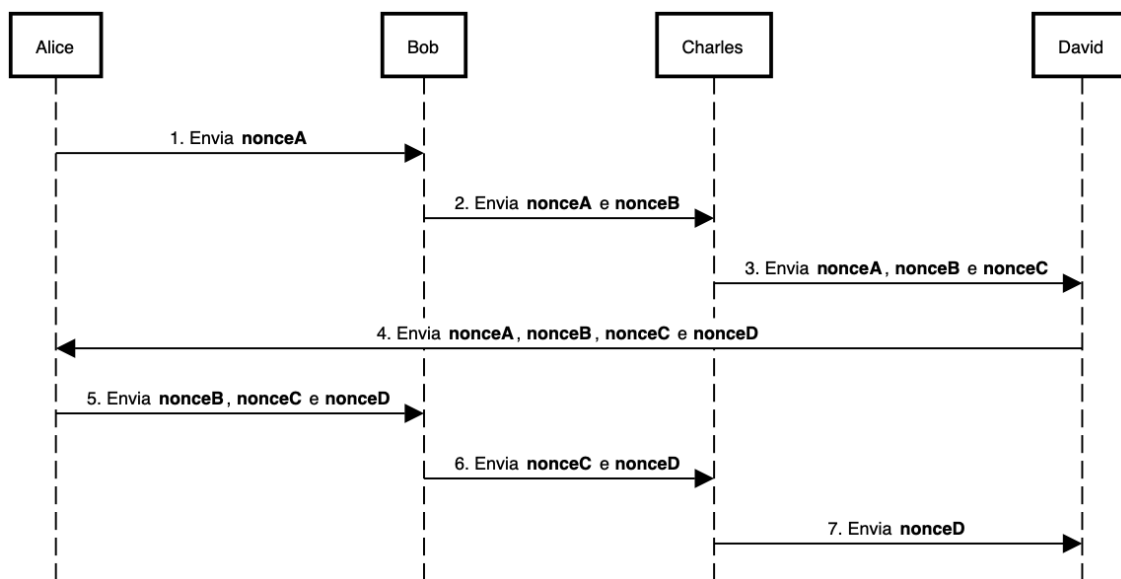 Alice
Bob
Charles
David
1. Envia nonceA
2. Envia nonceA e nonceB
3. Envia nonceA, nonceB e nonceC
4. Envia nonceA, nonceB, nonceC e nonceD
5. Envia nonceB, nonceC e nonceD
6. Envia nonceC e nonceD
7. Envia nonceD